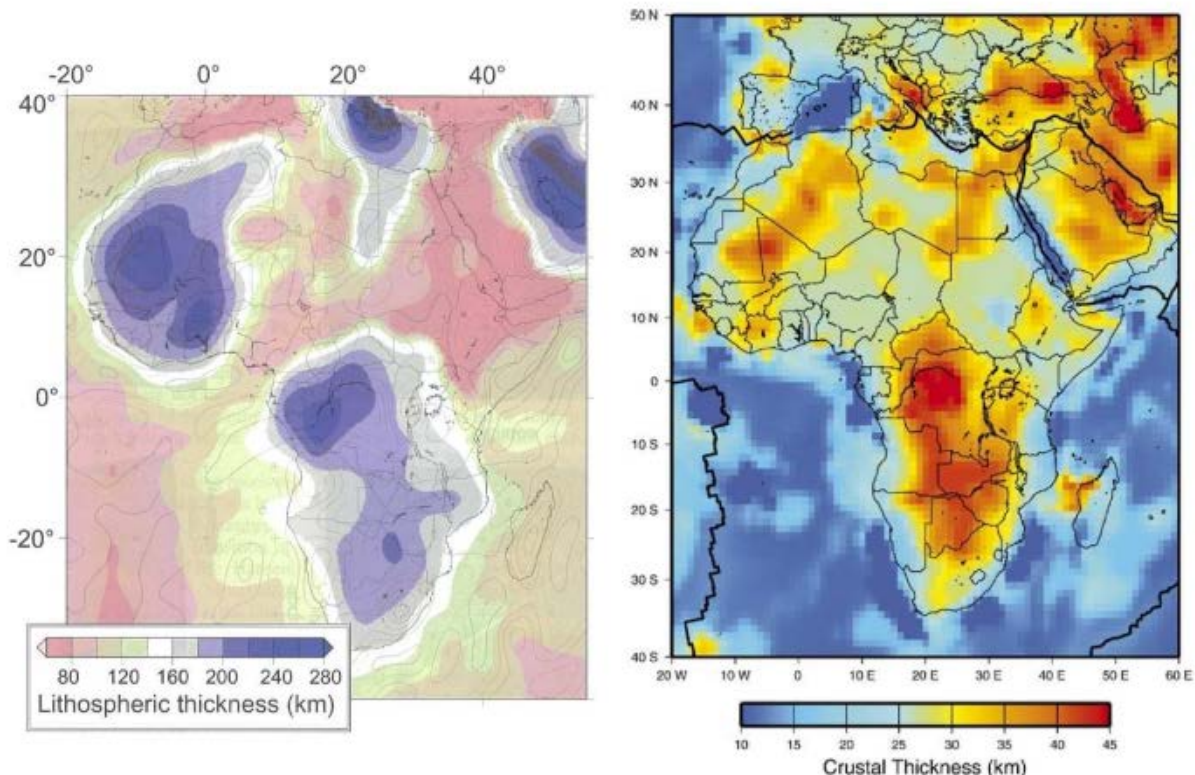 -20° 0° 20° 40°
40°
20°
0°
-20°
80 120 160 200 240 280
Lithospheric thickness (km)
50 N
40 N
30 N
20 N
10 N
0
10 S
20 S
30 S
40 S
20 W 10 W 0 10 E 20 E 30 E 40 E 50 E 60 E
10 15 20 25 30 35 40 45
Crustal Thickness (km)